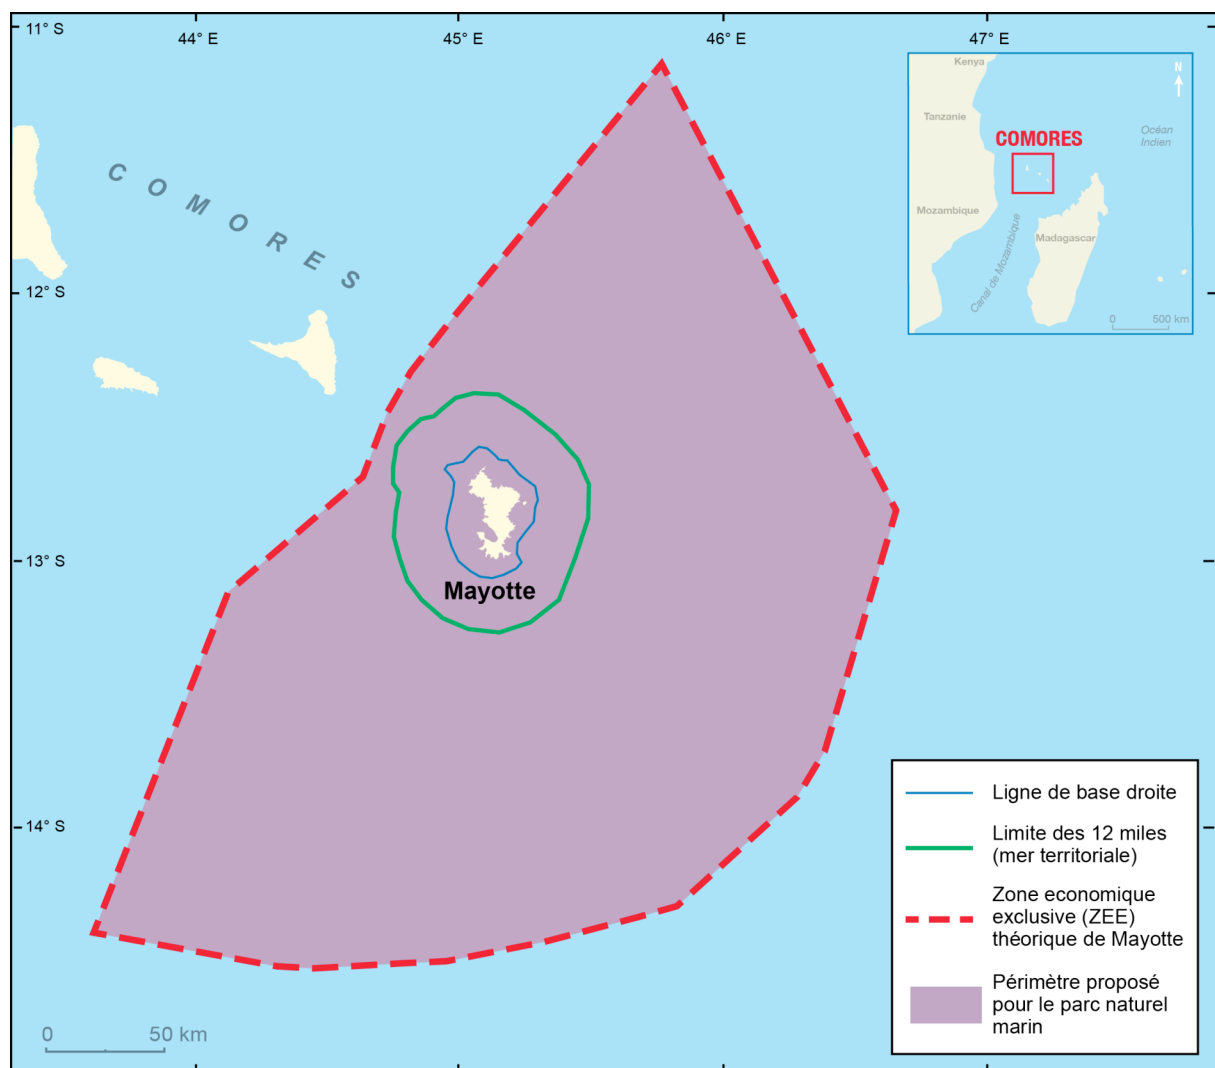 11° S
44° E
45° E
46° E
47° E
COMORES
12° S
13° S
14° S
Mayotte
0 50 km
Kenya
N
Tanzanie
Océan
Indien
COMORES
Mozambique
Madagascar
Canal de Mozambique
0 500 km
Ligne de base droite
Limite des 12 miles
(mer territoriale)
Zone economique
exclusive (ZEE)
théorique de Mayotte
Périmètre proposé
pour le parc naturel
marin